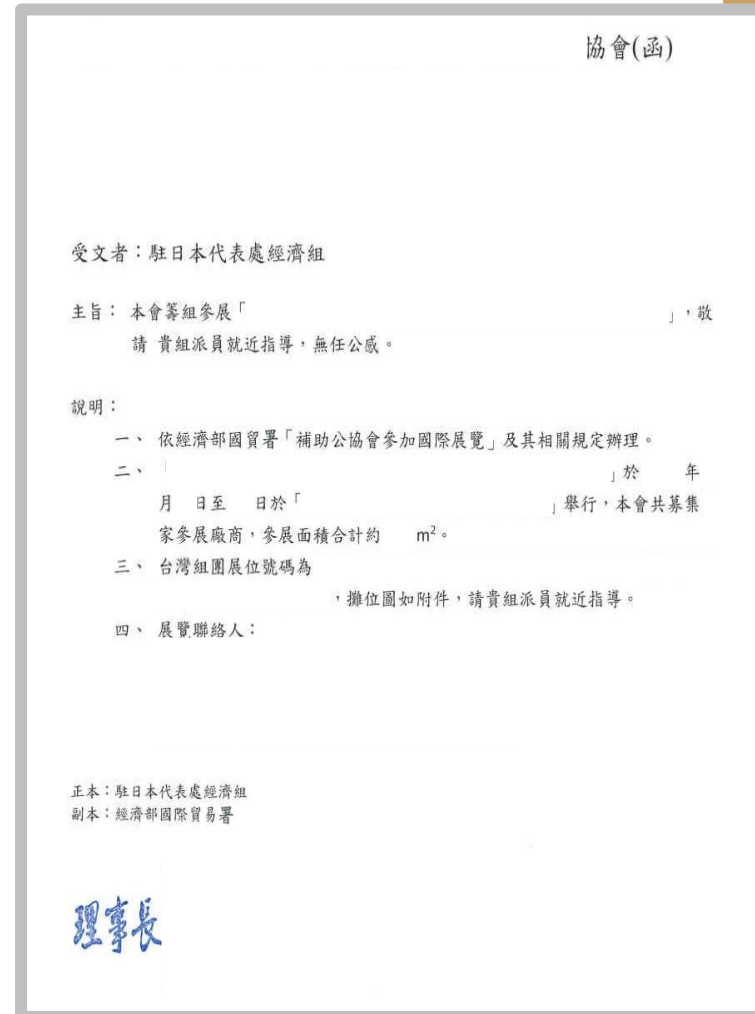 協會(函)
受文者：駐日本代表處經濟組
主旨： 本會籌組參展「 」，敬
請 貴組派員就近指導，無任公感。
說明：
一、 依經濟部國貿署「補助公協會參加國際展覽」及其相關規定辦理。
二、 」於 年
月 日至 日於「 」舉行，本會共募集
家參展廠商，參展面積合計約 m²。
三、 台灣組團展位號碼為
，攤位圖如附件，請貴組派員就近指導。
四、 展覽聯絡人：
正本：駐日本代表處經濟組
副本：經濟部國際貿易署
理事長